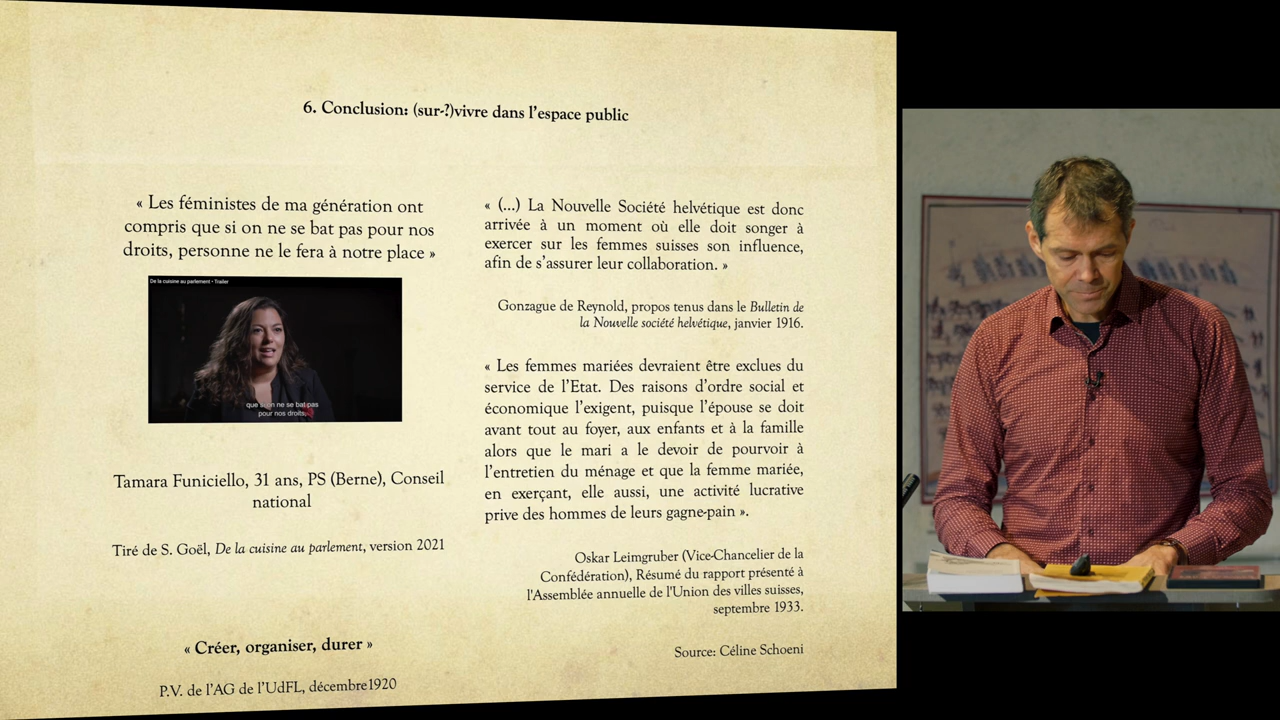 6. Conclusion: (sur-?)vivre dans l'espace public
« Les féministes de ma génération ont
compris que si on ne se bat pas pour nos
droits, personne ne le fera à notre place »
De la cuisine au parlement • Trailer
que si on ne se bat pas
pour nos droits,
Tamara Funiciello, 31 ans, PS (Berne), Conseil
national
Tiré de S. Goël, De la cuisine au parlement, version 2021
« Créer, organiser, durer »
P.V. de l'AG de l'UdFL, décembre1920
« (...) La Nouvelle Société helvétique est donc
arrivée à un moment où elle doit songer à
exercer sur les femmes suisses son influence,
afin de s'assurer leur collaboration. »
Gonzague de Reynold, propos tenus dans le Bulletin de
la Nouvelle société helvétique, janvier 1916.
« Les femmes mariées devraient être exclues du
service de l'Etat. Des raisons d'ordre social et
économique l'exigent, puisque l'épouse se doit
avant tout au foyer, aux enfants et à la famille
alors que le mari a le devoir de pourvoir à
l'entretien du ménage et que la femme mariée,
en exerçant, elle aussi, une activité lucrative
prive des hommes de leurs gagne-pain ».
Oskar Leimgruber (Vice-Chancelier de la
Confédération), Résumé du rapport présenté à
l'Assemblée annuelle de l'Union des villes suisses,
septembre 1933.
Source: Céline Schoeni